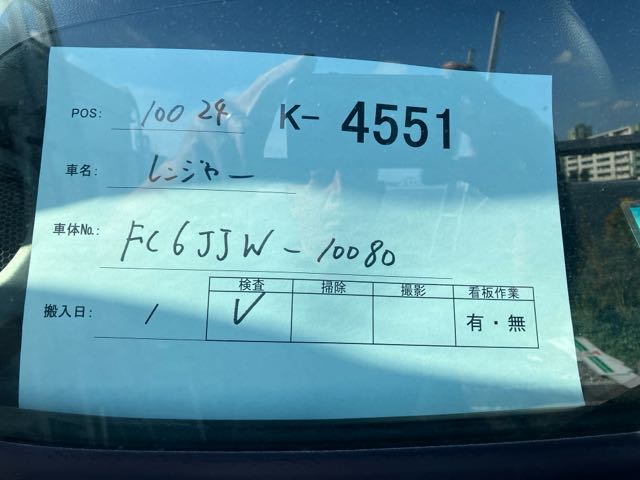 POS: 10024 K-4551
車名: レンジャー
車体No.: FC6JJW-10080
検査 掃除 撮影 看板作業
搬入日: / V 有・無